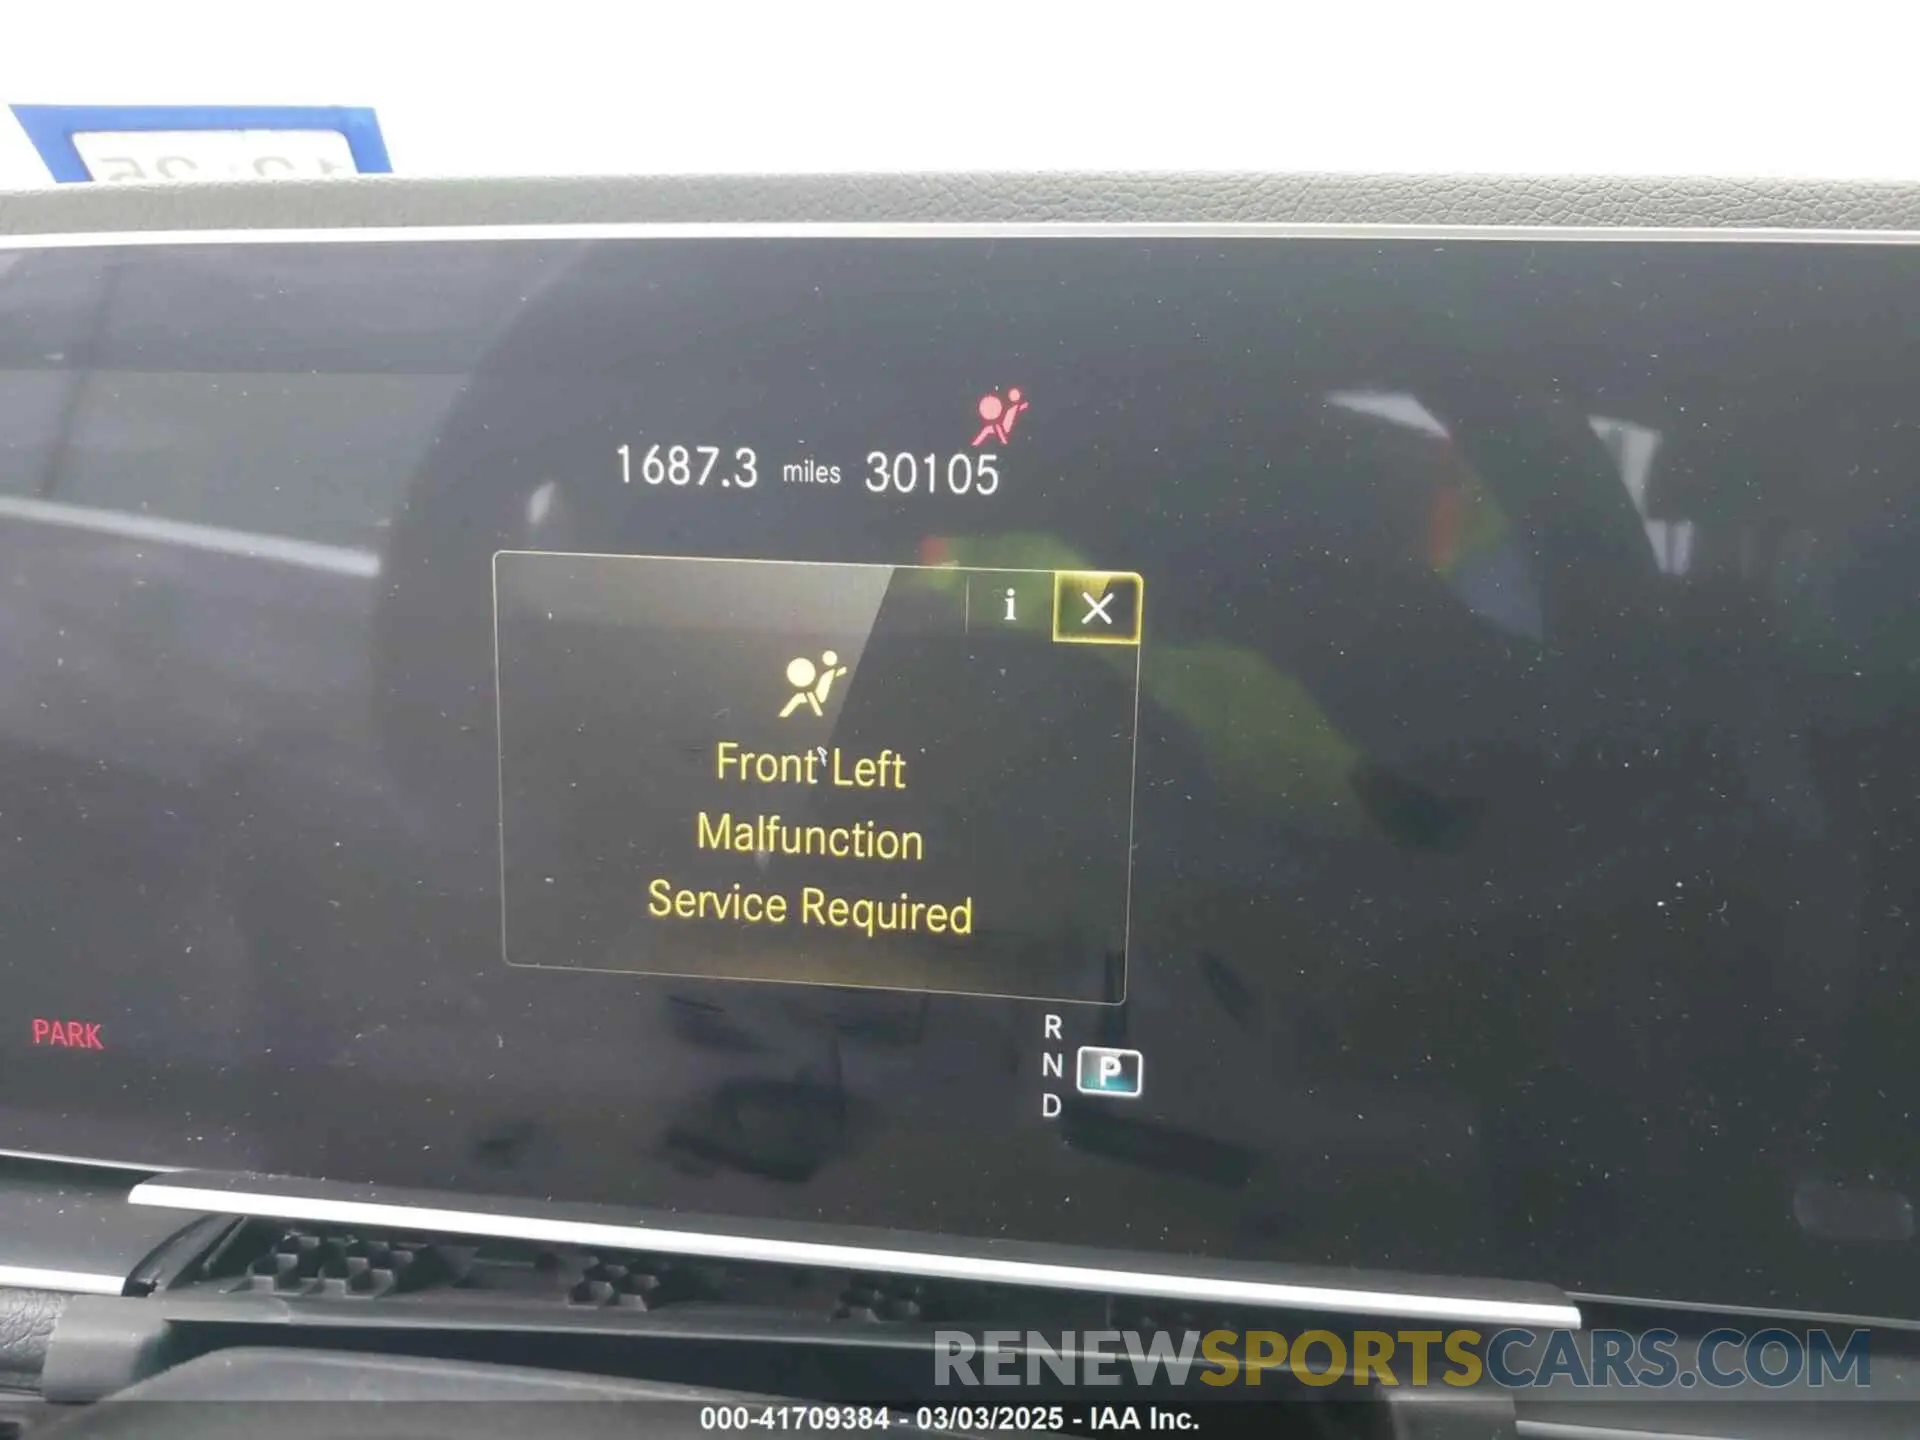 1687.3 miles 30105
i
Front Left
Malfunction
Service Required
PARK
R
N P
D
RENEWSPORTSCARS.COM
000-41709384 - 03/03/2025 - IAA Inc.